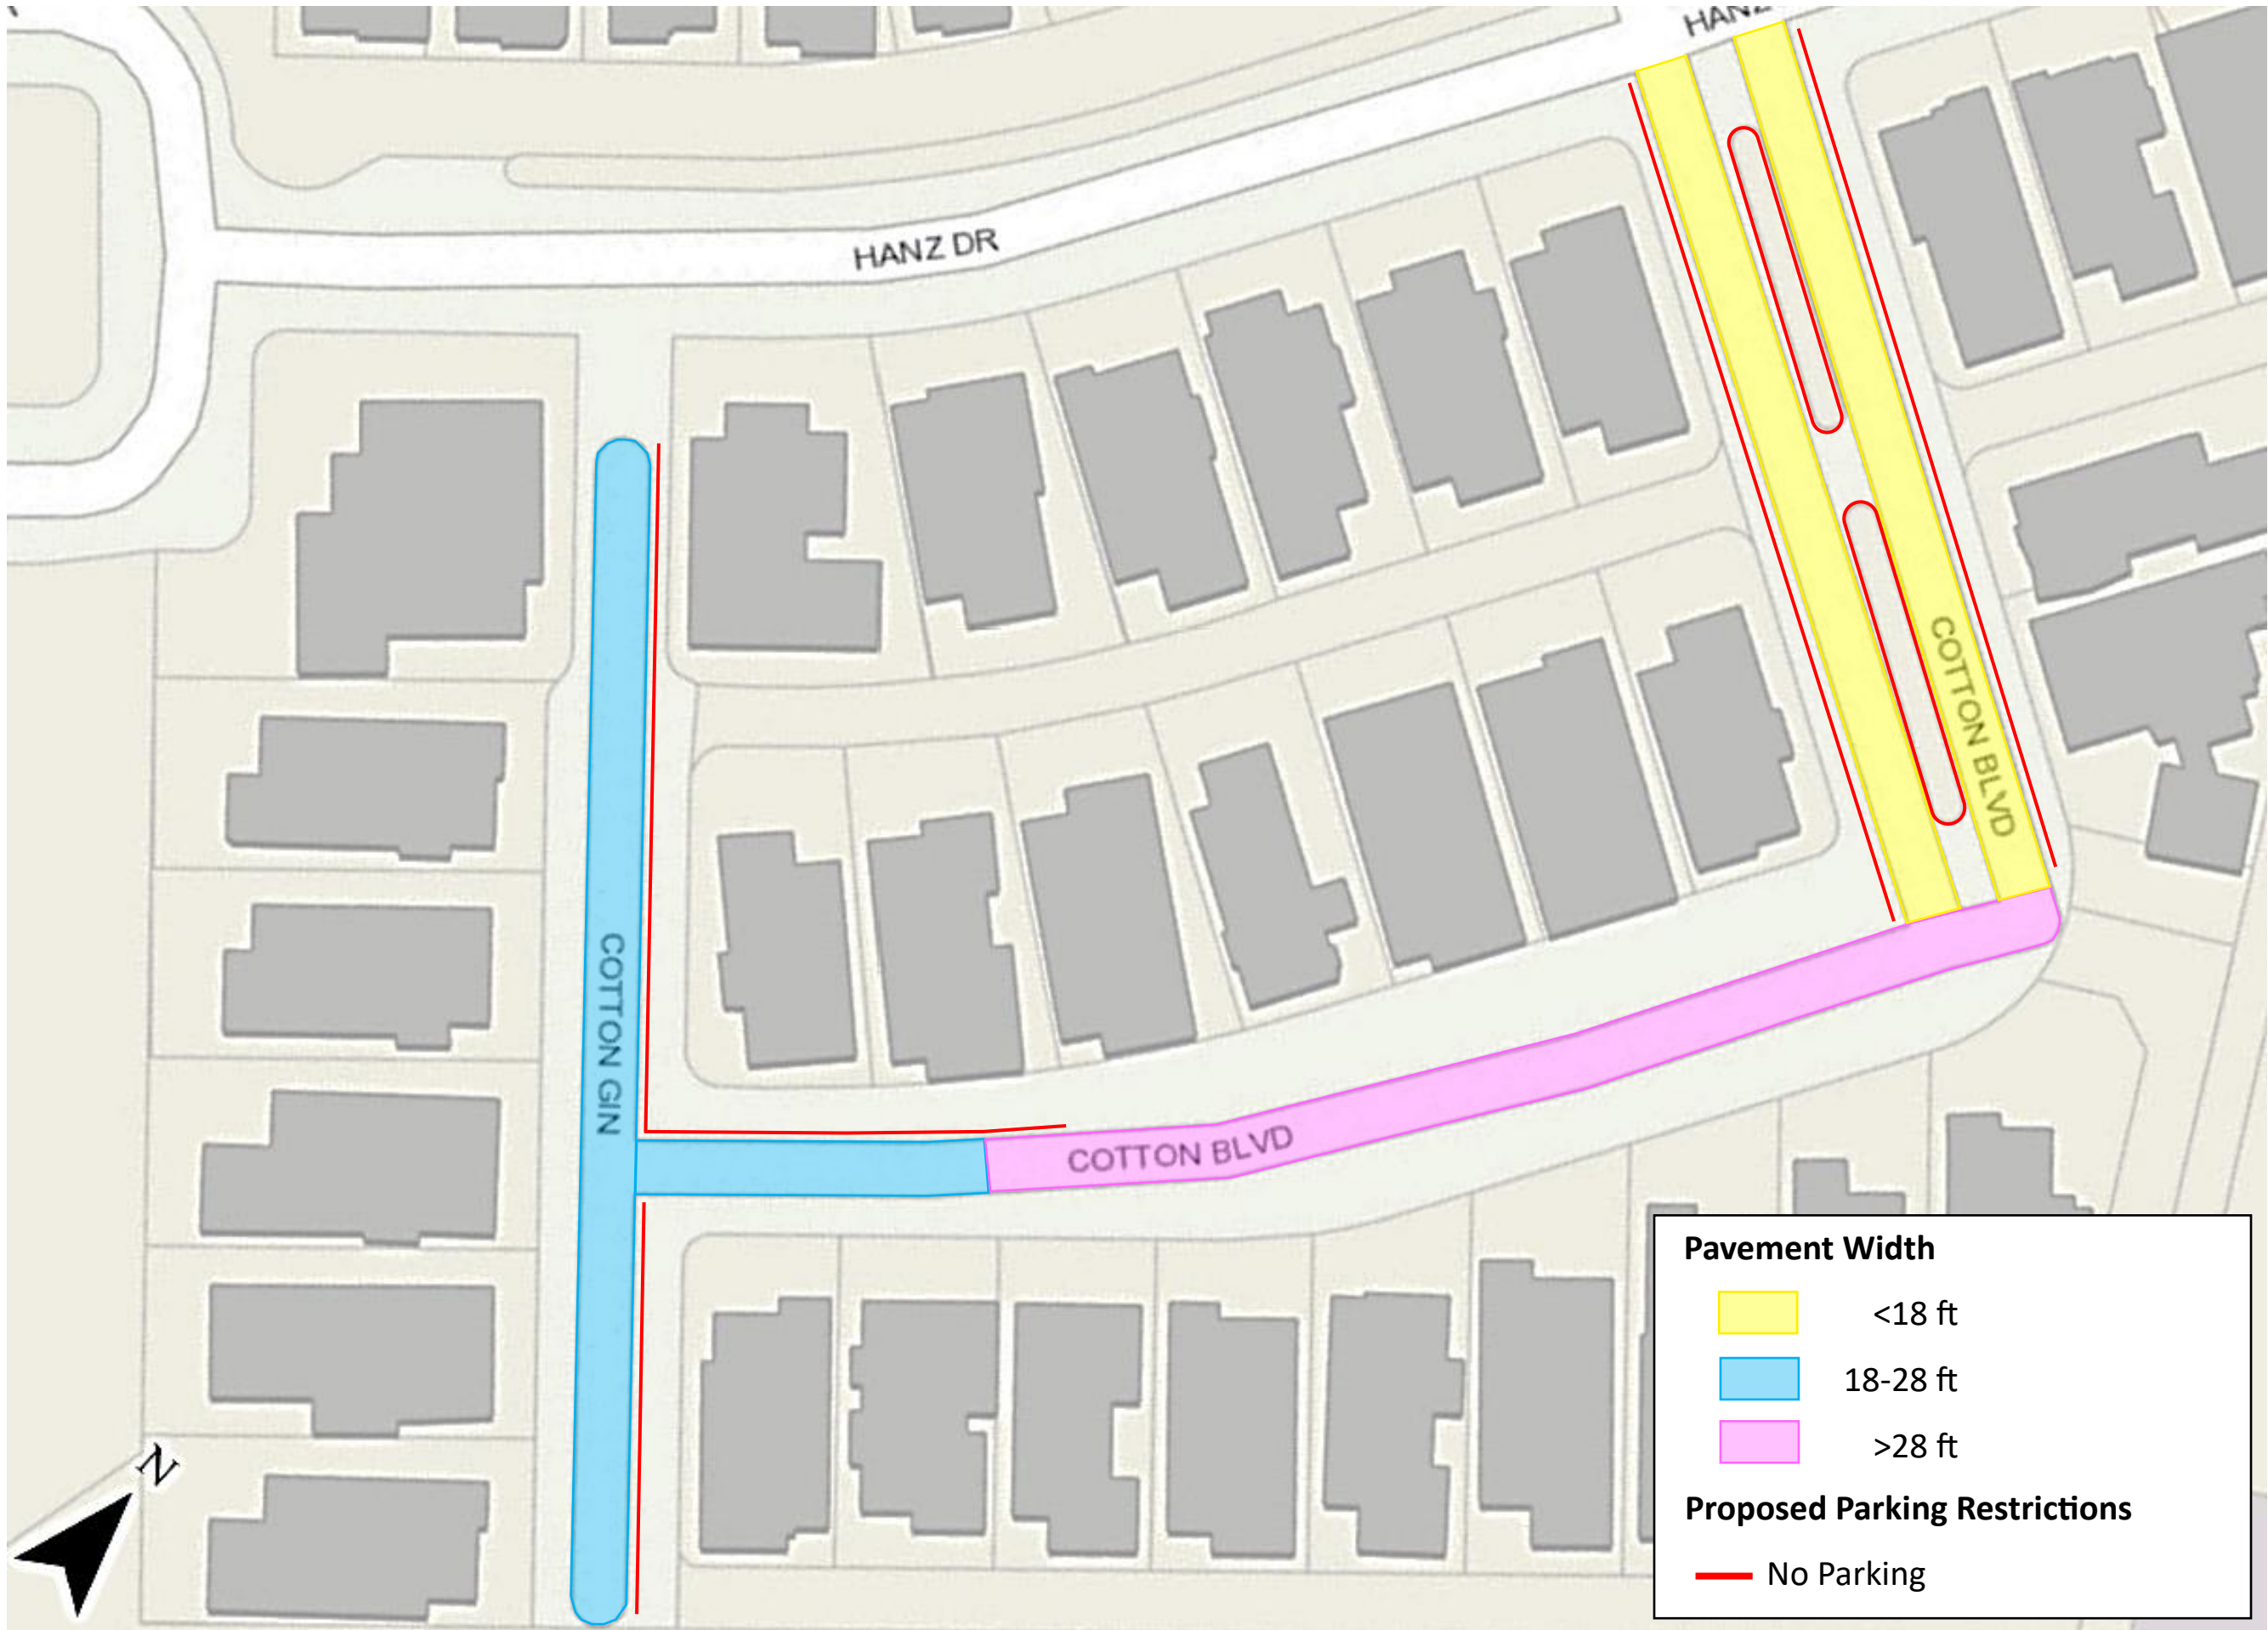 HANZ
HANZ DR
COTTON BLVD
COTTON GIN
COTTON BLVD
N
Pavement Width
<18 ft
18-28 ft
>28 ft
Proposed Parking Restrictions
No Parking